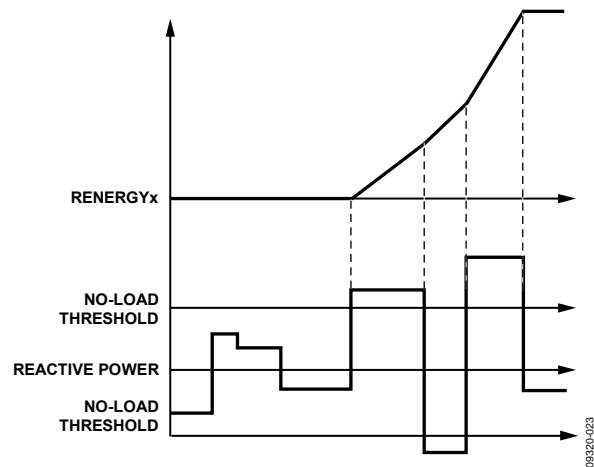 RENERGYx
NO-LOAD
THRESHOLD
REACTIVE POWER
NO-LOAD
THRESHOLD
09320-023